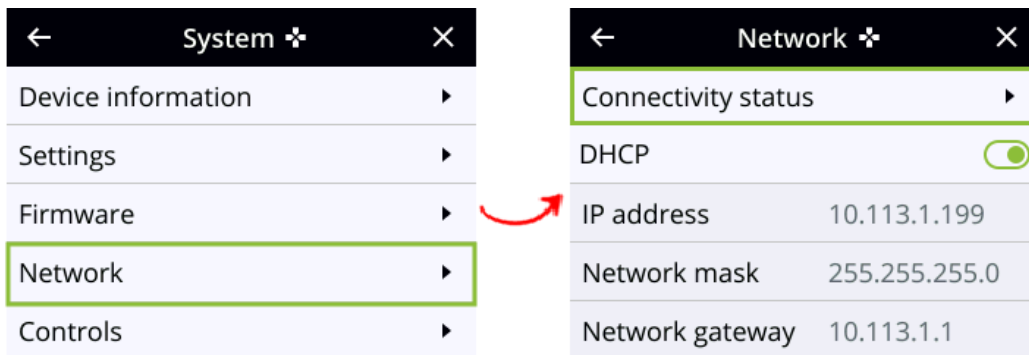 System
Device information
Settings
Firmware
Network
Controls
Network
Connectivity status
DHCP
IP address 10.113.1.199
Network mask 255.255.255.0
Network gateway 10.113.1.1